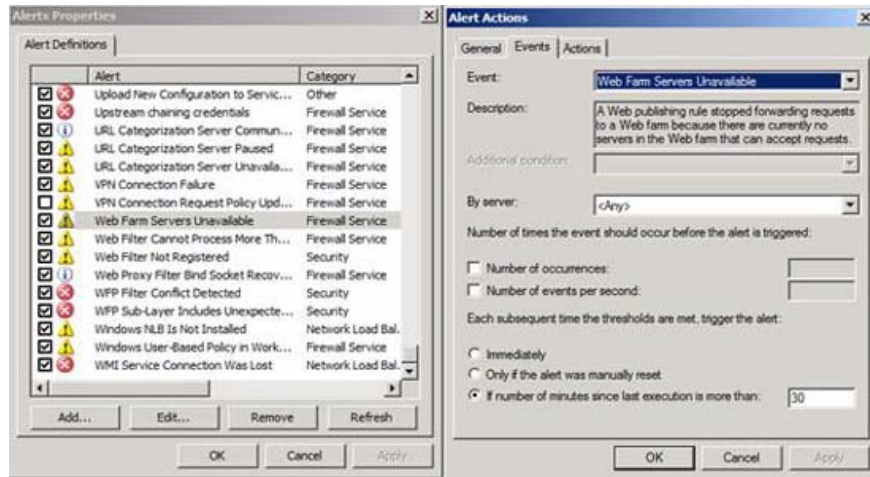 Alerts Properties
Alert Definitions
Alert Category
Upload New Configuration to Servic... Other
Upstream chaining credentials Firewall Service
URL Categorization Server Commun... Firewall Service
URL Categorization Server Paused Firewall Service
URL Categorization Server Unavaila... Firewall Service
VPN Connection Failure Firewall Service
VPN Connection Request Policy Upd... Firewall Service
Web Farm Servers Unavailable Firewall Service
Web Filter Cannot Process More Th... Firewall Service
Web Filter Not Registered Security
Web Proxy Filter Bind Socket Recov... Firewall Service
WFP Filter Conflict Detected Security
WFP Sub-Layer Includes Unexpecte... Security
Windows NLB Is Not Installed Network Load Bal.
Windows User-Based Policy in Work... Firewall Service
WMI Service Connection Was Lost Network Load Bal.
Add... Edit... Remove Refresh
OK Cancel Apply
Alert Actions
General Events Actions
Event: Web Farm Servers Unavailable
Description: A Web publishing rule stopped forwarding requests
to a Web farm because there are currently no
servers in the Web farm that can accept requests.
Additional condition:
By server: <Any>
Number of times the event should occur before the alert is triggered:
Number of occurrences:
Number of events per second:
Each subsequent time the thresholds are met, trigger the alert:
Immediately
Only if the alert was manually reset
If number of minutes since last execution is more than: 30
OK Cancel Apply